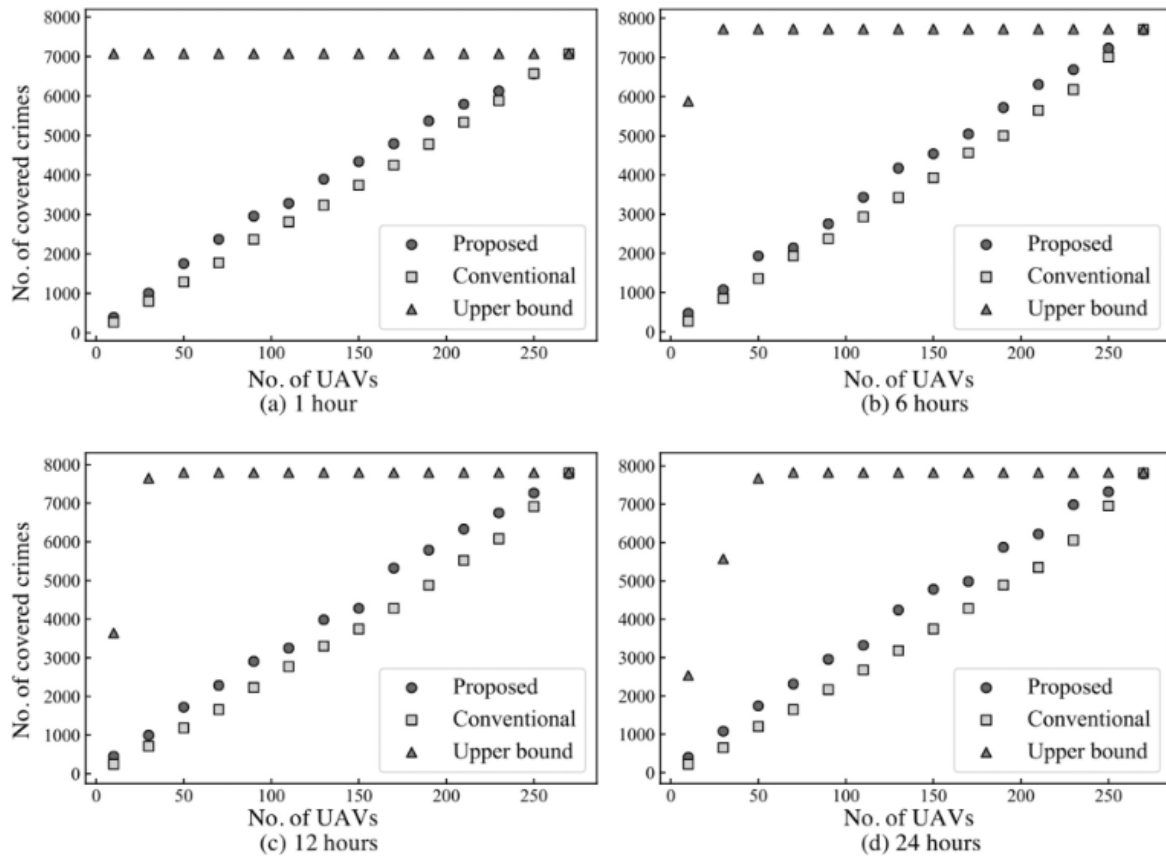 8000
7000
6000
5000
4000
3000
2000
1000
0
No. of covered crimes
Proposed
Conventional
Upper bound
0 50 100 150 200 250
No. of UAVs
(a) 1 hour
8000
7000
6000
5000
4000
3000
2000
1000
0
Proposed
Conventional
Upper bound
0 50 100 150 200 250
No. of UAVs
(b) 6 hours
8000
7000
6000
5000
4000
3000
2000
1000
0
No. of covered crimes
Proposed
Conventional
Upper bound
0 50 100 150 200 250
No. of UAVs
(c) 12 hours
8000
7000
6000
5000
4000
3000
2000
1000
0
Proposed
Conventional
Upper bound
0 50 100 150 200 250
No. of UAVs
(d) 24 hours